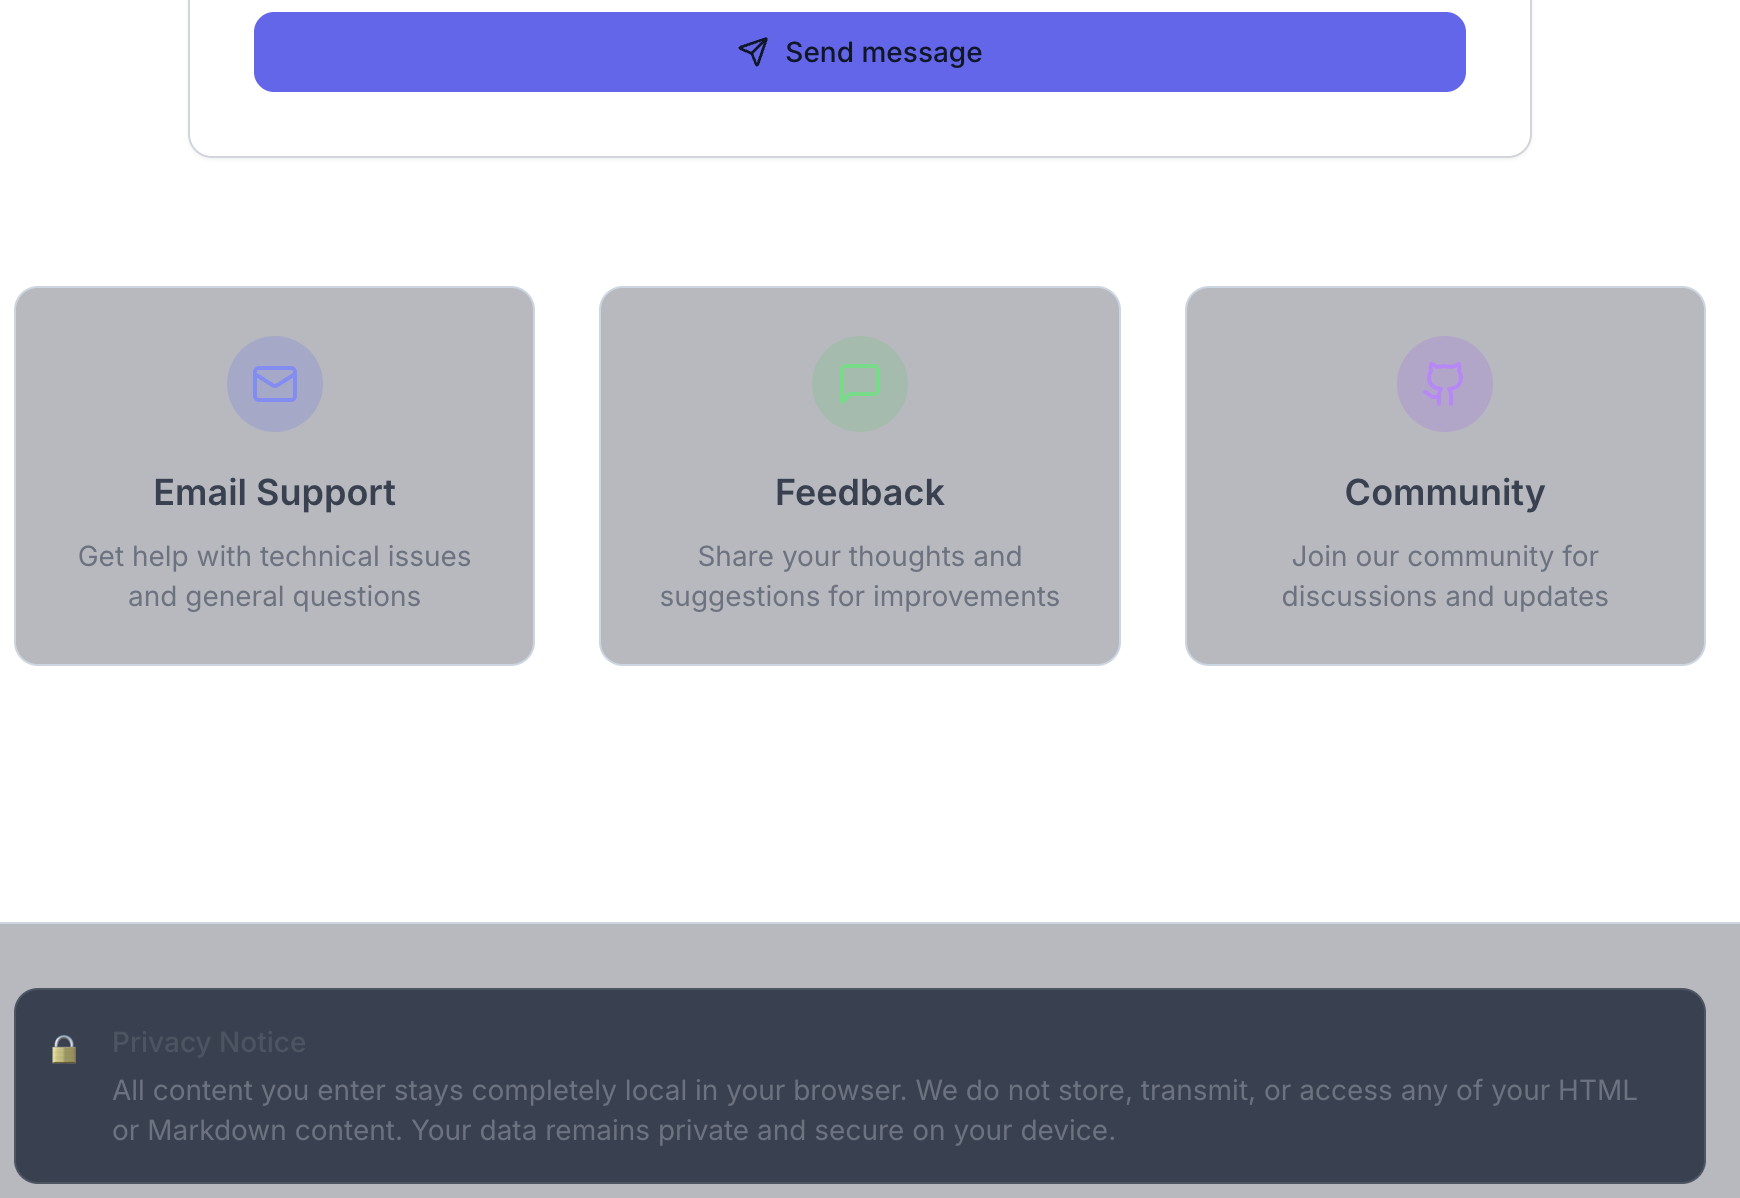 Send message
Email Support
Get help with technical issues
and general questions
Feedback
Share your thoughts and
suggestions for improvements
Community
Join our community for
discussions and updates
Privacy Notice
All content you enter stays completely local in your browser. We do not store, transmit, or access any of your HTML
or Markdown content. Your data remains private and secure on your device.